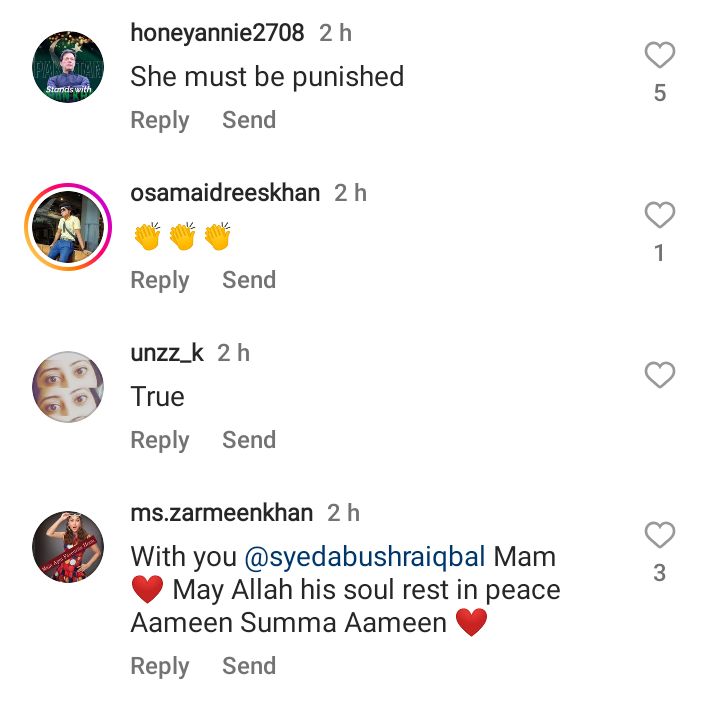 honeyannie2708 2 h
She must be punished
5
Reply Send
Stands with
osamaidreeskhan 2 h
👏👏👏
1
Reply Send
unzz_k 2 h
True
Reply Send
ms.zarmeenkhan 2 h
With you @syedabushraiqbal Mam
❤️ May Allah his soul rest in peace
3
Aameen Summa Aameen ❤️
Reply Send